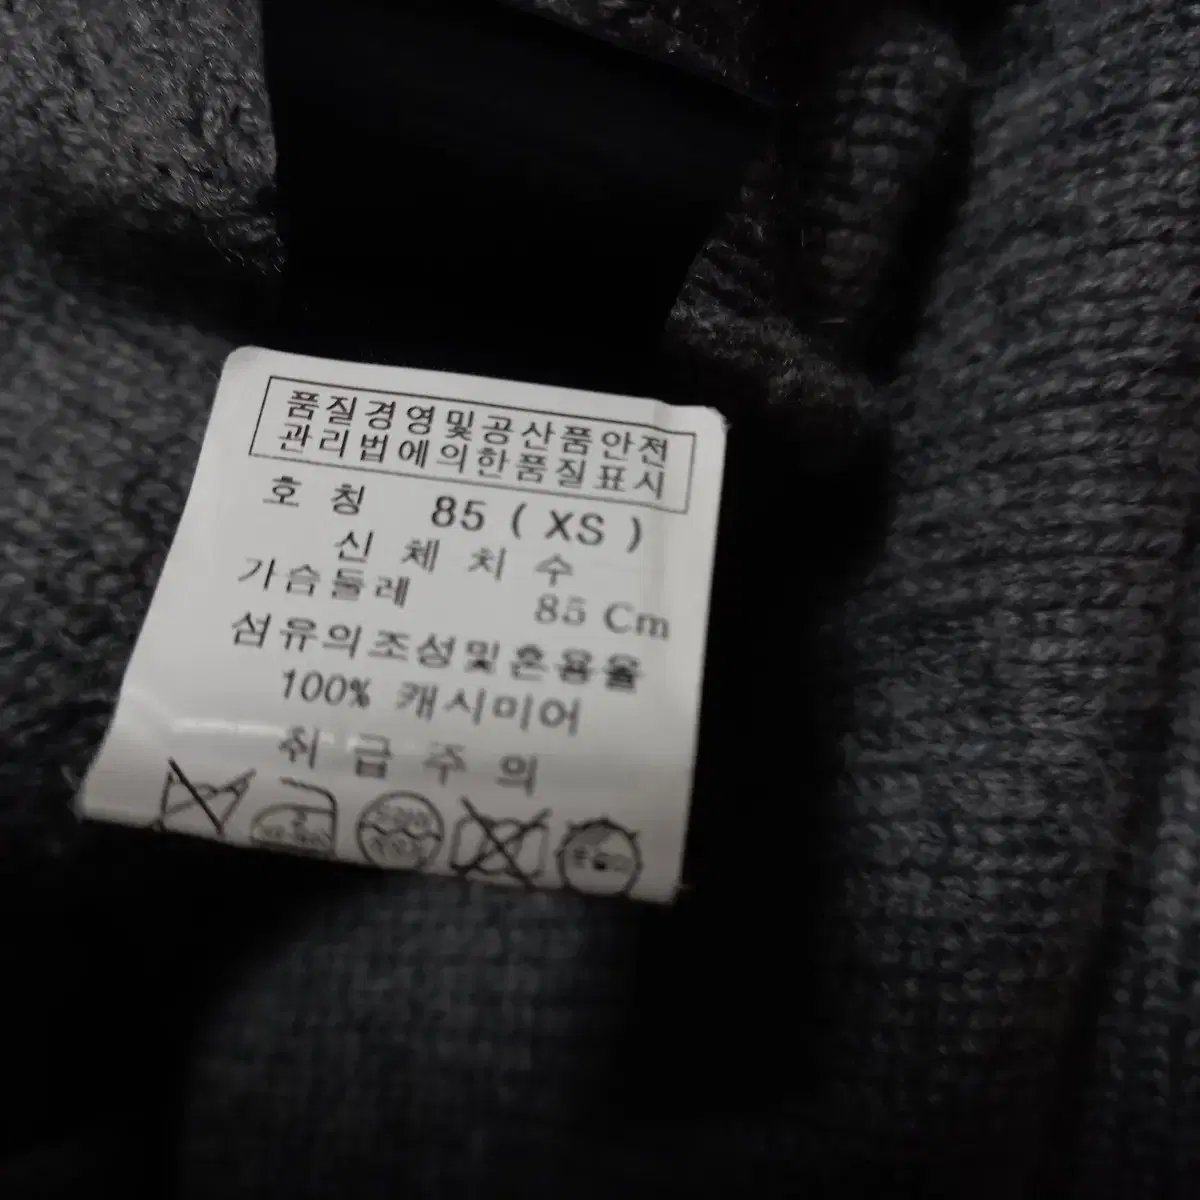 품질경영및공산품안전
관리법에의한품질표시
호 칭 85 ( XS )
신 체 치 수
가슴둘레 85 Cm
섬유의조성및혼용율
100% 캐시미어
취 급 주 의